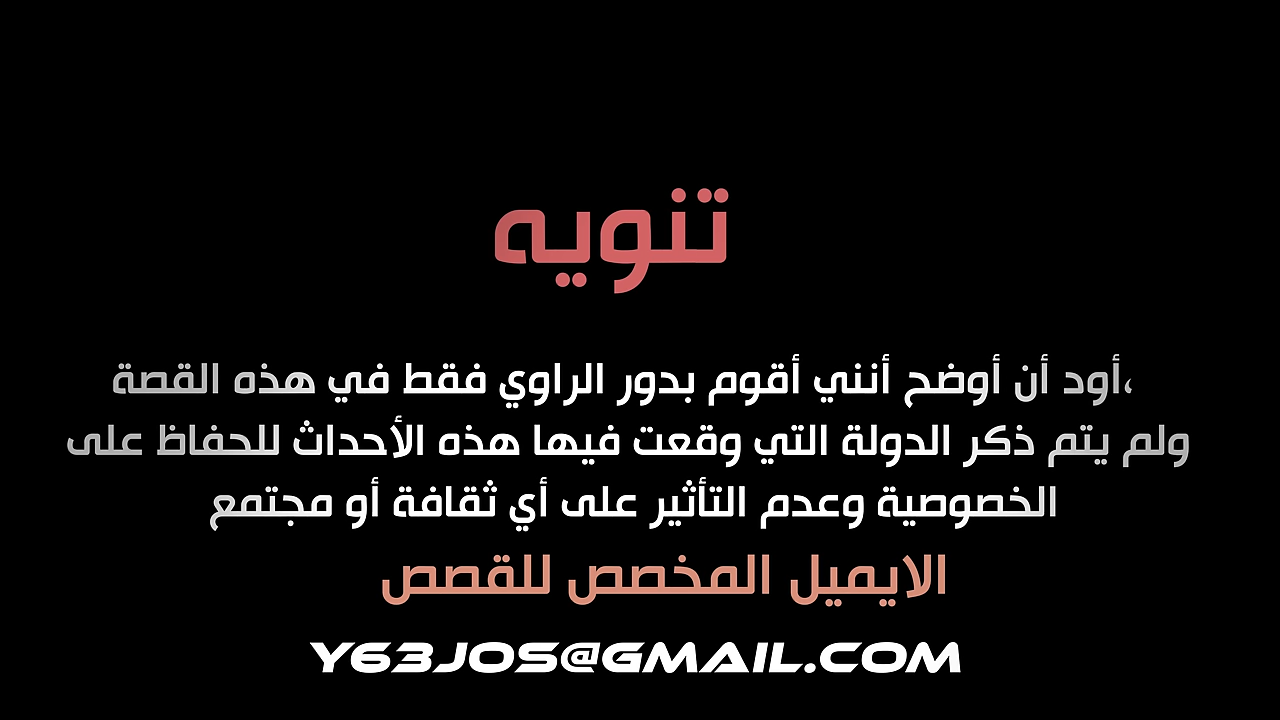 تنويه
أود أن أوضح أنني أقوم بدور الراوي فقط في هذه القصة،
ولم يتم ذكر الدولة التي وقعت فيها هذه الأحداث للحفاظ على
الخصوصية وعدم التأثير على أي ثقافة أو مجتمع
الايميل المخصص للقصص
Y63JOS@GMAIL.COM